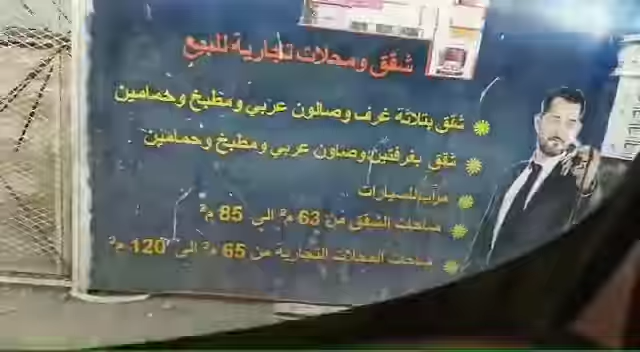 شقق ومحلات تجارية للبيع
شقق بثلاثة غرف وصالون عربي ومطبخ وحمامين
شقق بغرفتين وصاون عربي ومطبخ وحمامين
مرآب للسيارات
مساحات الشقق من 63 م² الى 85 م²
مساحات المحلات التجارية من 65 م² الى 120 م²